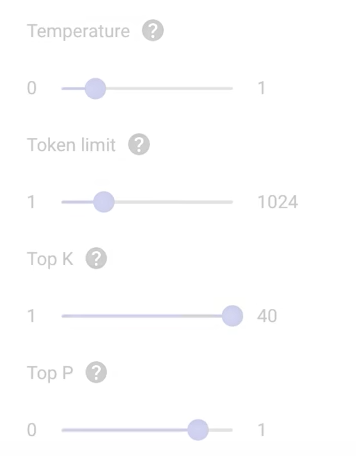 Temperature ?
0 1
Token limit ?
1 1024
Top K ?
1 40
Top P ?
0 1